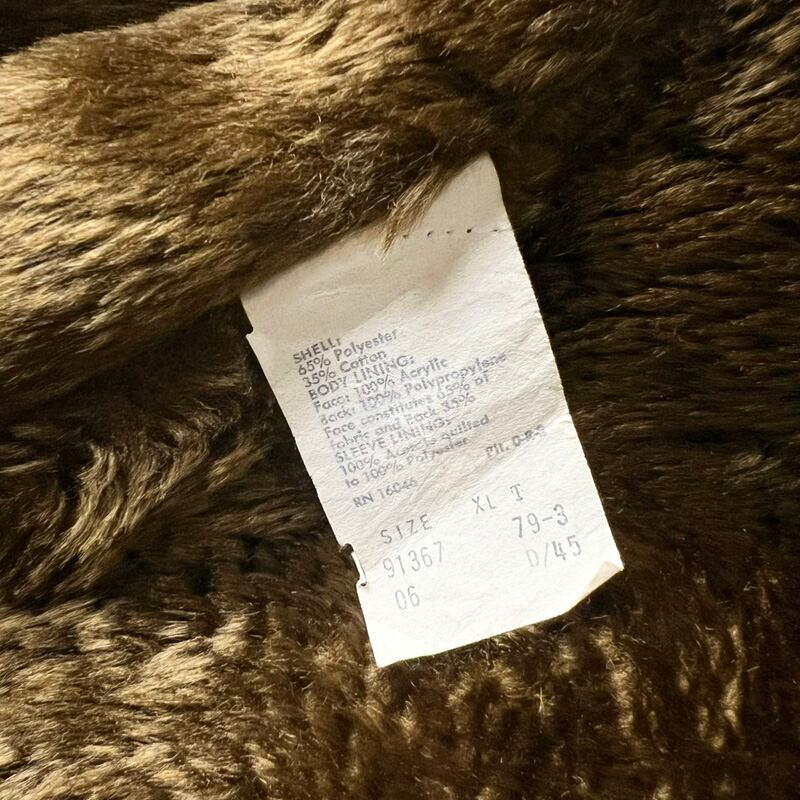 SHELL:
65% Polyester
35% Cotton
BODY LINING:
Face: 100% Acrylic
Back: 100% Polypropylene
Face constitutes 65% of
Fabric and Back 35%
SLEEVE LINING:
100% Acrylic quilted
to 100% Polyester
RN 16046
SIZE XL T
91367 79-3
06 D/45